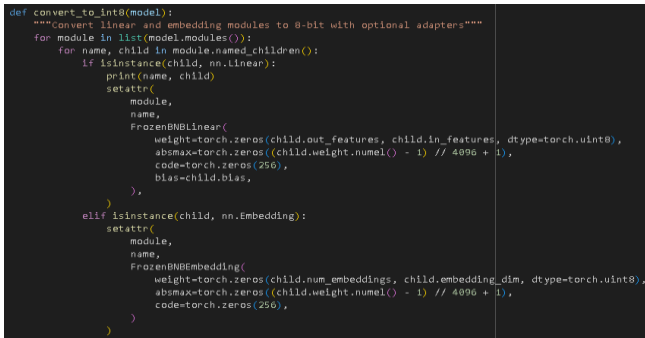 def convert_to_int8(model):
    """Convert linear and embedding modules to 8-bit with optional adapters"""
    for module in list(model.modules()):
        for name, child in module.named_children():
            if isinstance(child, nn.Linear):
                print(name, child)
                setattr(
                    module,
                    name,
                    FrozenBNBLinear(
                        weight=torch.zeros(child.out_features, child.in_features, dtype=torch.uint8),
                        absmax=torch.zeros((child.weight.numel() - 1) // 4096 + 1),
                        code=torch.zeros(256),
                        bias=child.bias,
                    ),
                )
            elif isinstance(child, nn.Embedding):
                setattr(
                    module,
                    name,
                    FrozenBNBEmbedding(
                        weight=torch.zeros(child.num_embeddings, child.embedding_dim, dtype=torch.uint8),
                        absmax=torch.zeros((child.weight.numel() - 1) // 4096 + 1),
                        code=torch.zeros(256),
                    )
                )